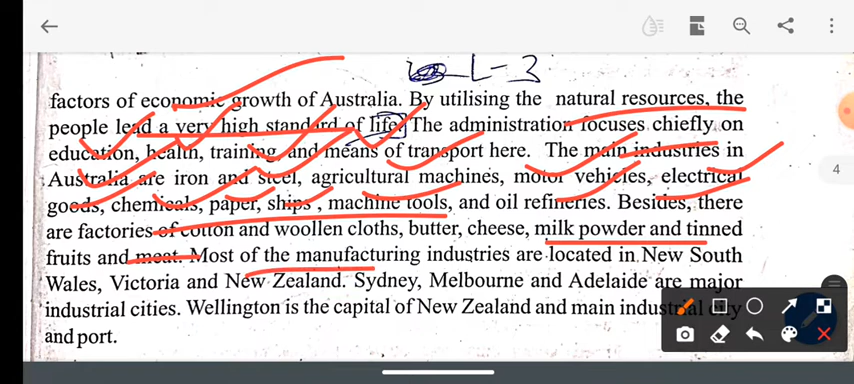 L-3
factors of economic growth of Australia. By utilising the natural resources, the
people lead a very high standard of life. The administration focuses chiefly on
education, health, training, and means of transport here. The main industries in
Australia are iron and steel, agricultural machines, motor vehicles, electrical
goods, chemicals, paper, ships , machine tools, and oil refineries. Besides, there
are factories of cotton and woollen cloths, butter, cheese, milk powder and tinned
fruits and meat. Most of the manufacturing industries are located in New South
Wales, Victoria and New Zealand. Sydney, Melbourne and Adelaide are major
industrial cities. Wellington is the capital of New Zealand and main industrial city
and port.
4